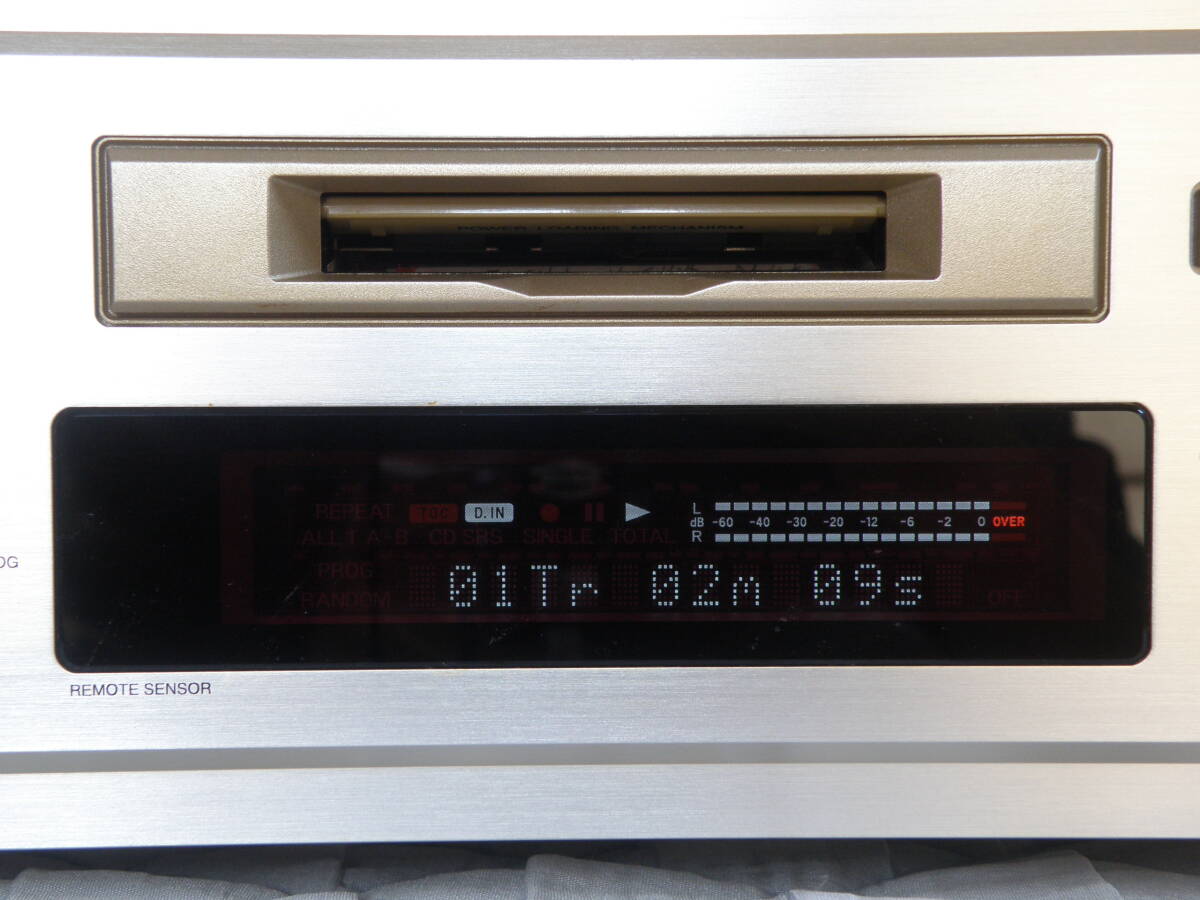 POWER LOADING MECHANISM
REPEAT TOC D.IN
L
dB -60 -40 -30 -20 -12 -6 -2 0 OVER
R
ALL 1 A-B CD SRS SINGLE TOTAL
PROG
RANDOM
01Tr 02m 09s
OFF
OG
REMOTE SENSOR